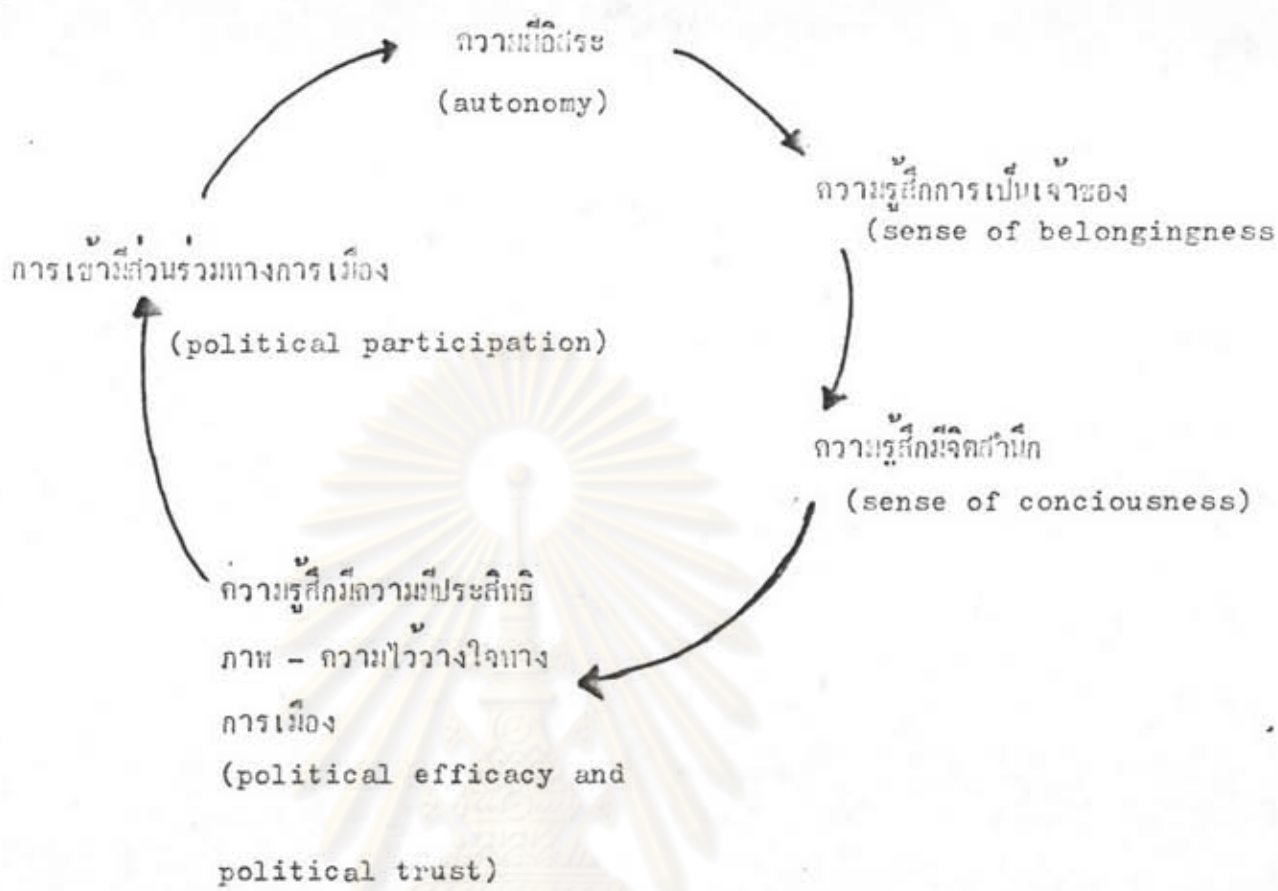 ความมีอิสระ
(autonomy)
ความรู้สึกการเป็นเจ้าของ
(sense of belongingness
ความรู้สึกมีจิตสำนึก
(sense of conciousness)
ความรู้สึกมีความมีประสิทธิ
ภาพ - ความไว้วางใจทาง
การเมือง
(political efficacy and
political trust)
การเข้ามีส่วนร่วมทางการเมือง
(political participation)